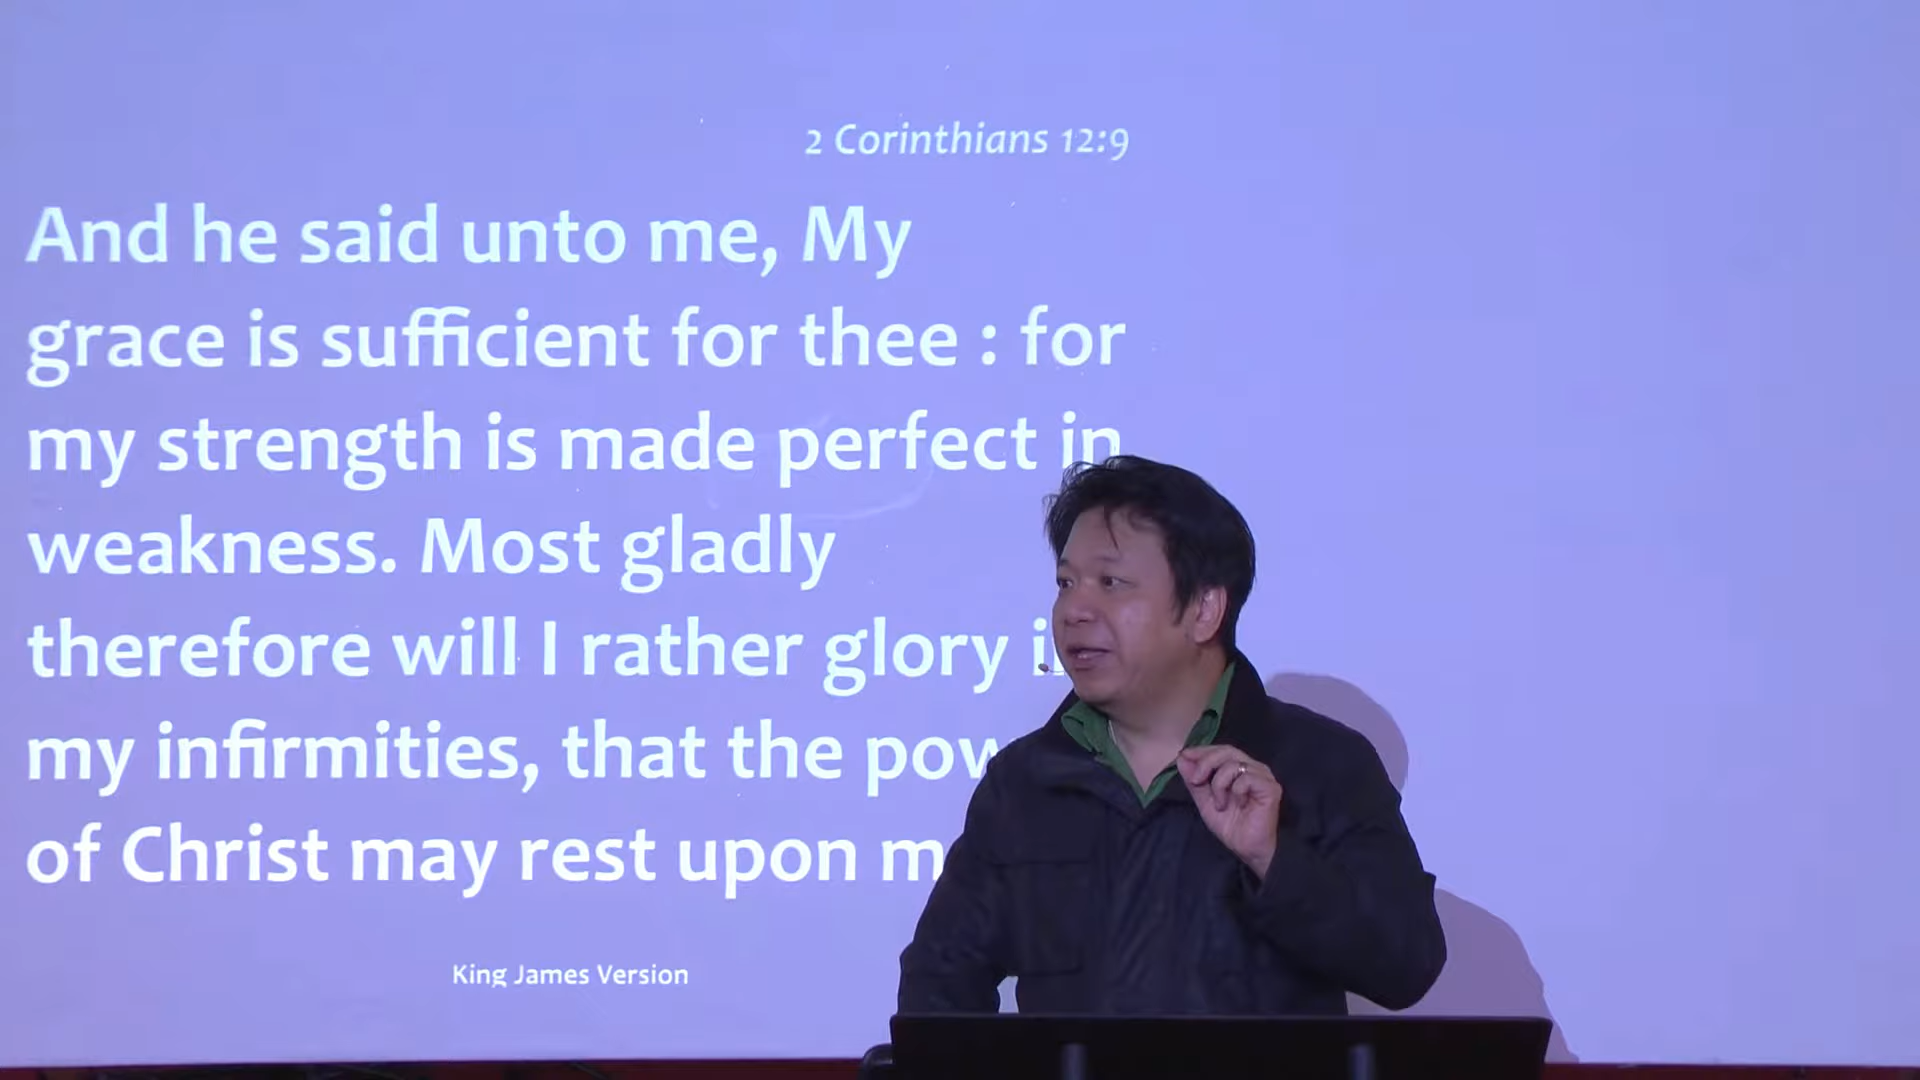 2 Corinthians 12:9
And he said unto me, My
grace is sufficient for thee : for
my strength is made perfect in
weakness. Most gladly
therefore will I rather glory
my infirmities, that the
of Christ may rest upon
King James Version